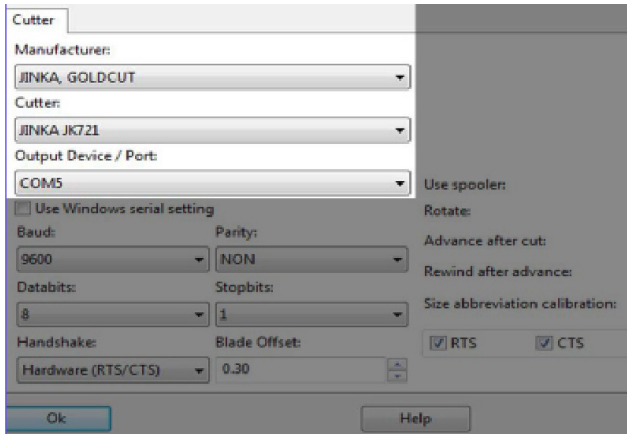 Cutter
Manufacturer:
JINKA, GOLDCUT
Cutter:
JINKA JK721
Output Device / Port:
COM5
Use spooler:
Use Windows serial setting
Rotate:
Baud:
Parity:
Advance after cut:
9600
NON
Rewind after advance:
Databits:
Stopbits:
Size abbreviation calibration:
8
1
Handshake:
Blade Offset:
RTS
CTS
Hardware (RTS/CTS)
0.30
Ok
Help